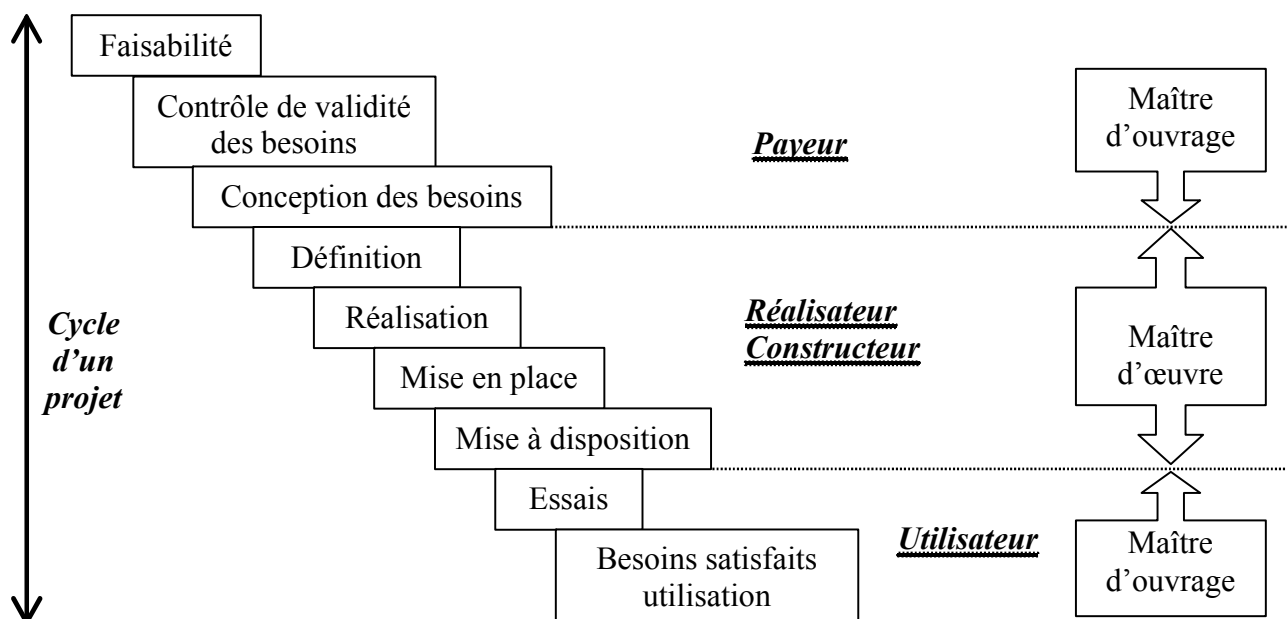 Faisabilité
Contrôle de validité
des besoins
Maître
d’ouvrage
Payeur
Conception des besoins
Définition
Réalisation
Réalisateur
Constructeur
Cycle
d’un
projet
Maître
d’œuvre
Mise en place
Mise à disposition
Essais
Utilisateur
Maître
d’ouvrage
Besoins satisfaits
utilisation